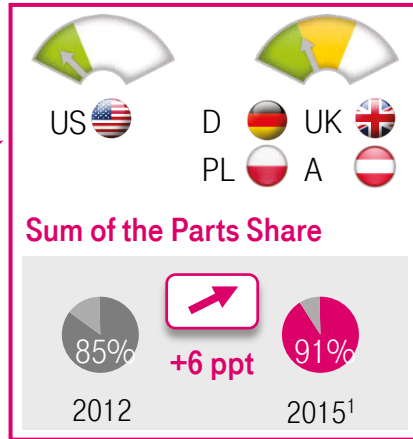 US D UK
PL A
Sum of the Parts Share
85% +6 ppt 91%
2012 2015¹